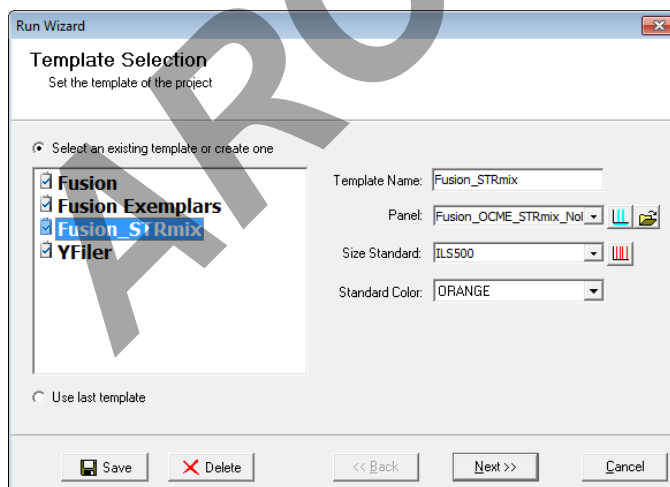 Run Wizard
Template Selection
Set the template of the project
Select an existing template or create one
Fusion
Fusion Exemplars
Fusion_STRmix
YFiler
Template Name: Fusion_STRmix
Panel: Fusion_OCME_STRmix_Nol
Size Standard: ILS500
Standard Color: ORANGE
Use last template
Save Delete << Back Next >> Cancel